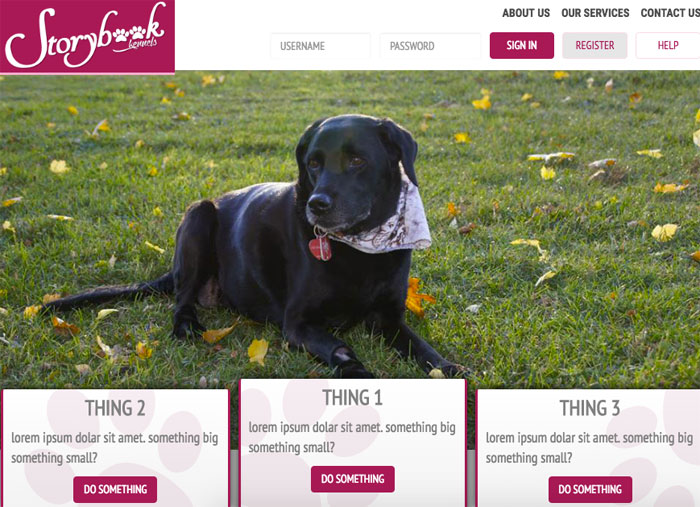 Storybook
kennels
ABOUT US OUR SERVICES CONTACT US
USERNAME PASSWORD SIGN IN REGISTER HELP
THING 2
lorem ipsum dolar sit amet. something big
something small?
DO SOMETHING
THING 1
lorem ipsum dolar sit amet. something big
something small?
DO SOMETHING
THING 3
lorem ipsum dolar sit amet. something big
something small?
DO SOMETHING